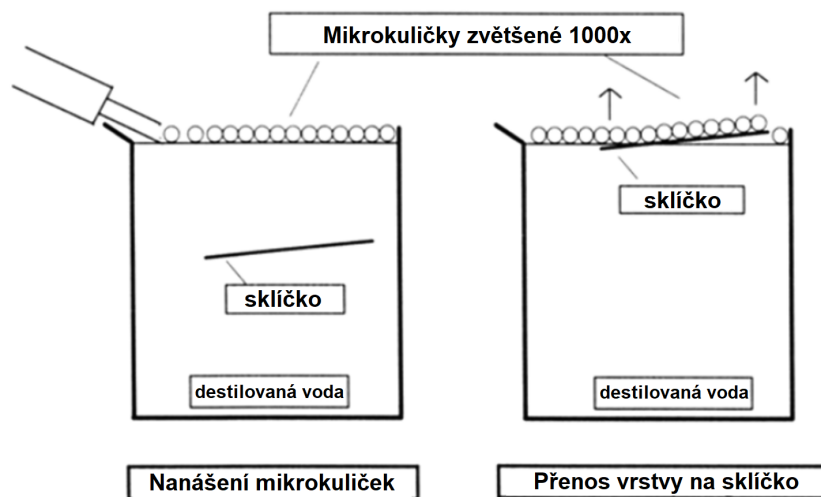 Mikrokuličky zvětšené 1000x
sklíčko
destilovaná voda
Nanášení mikrokuliček
sklíčko
destilovaná voda
Přenos vrstvy na sklíčko